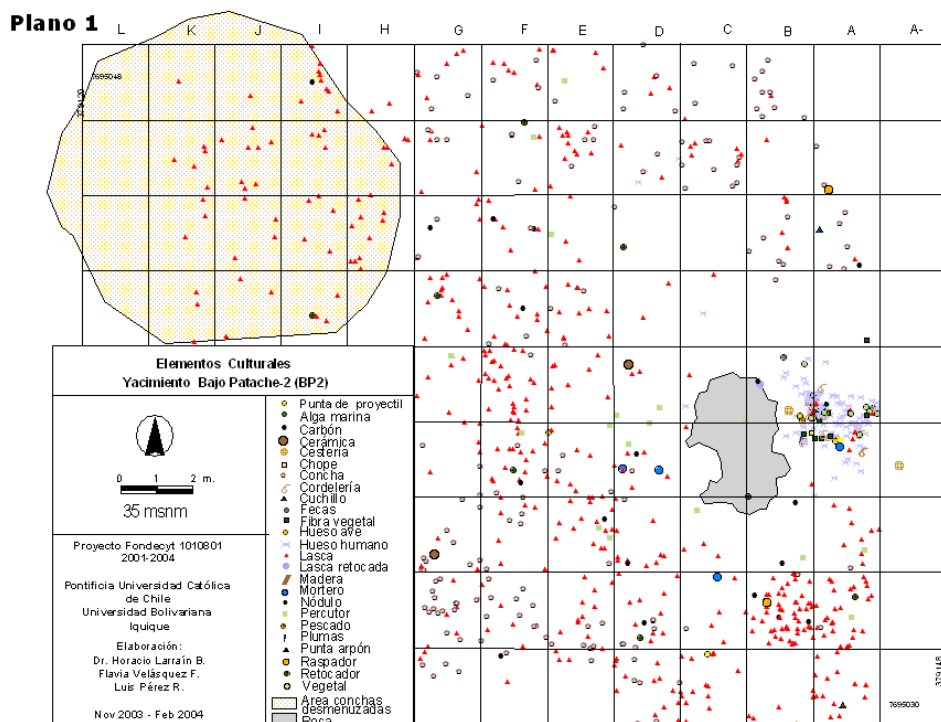 Plano 1
L K J I H G F E D C B A A-
7695048
379120
Elementos Culturales
Yacimiento Bajo Patache-2 (BP2)
0 1 2 m.
35 msnm
Proyecto Fondecyt 1010801
2001-2004
Pontificia Universidad Católica
de Chile
Universidad Bolivariana
Iquique
Elaboración:
Dr. Horacio Larraín B.
Flavia Velásquez F.
Luis Pérez R.
Nov 2003 - Feb 2004
Punta de proyectil
Alga marina
Carbón
Cerámica
Cestería
Chope
Concha
Cordelería
Cuchillo
Fecas
Fibra vegetal
Hueso ave
Hueso humano
Lasca
Lasca retocada
Madera
Mortero
Nódulo
Percutor
Pescado
Plumas
Punta arpón
Raspador
Retocador
Vegetal
Area conchas
desmenuzadas
Roca
379148
7695030